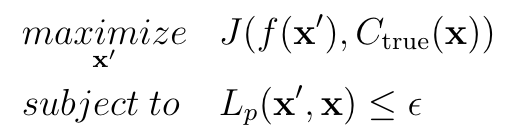 maximize J(f(x′), C_true(x))
x′
subject to L_p(x′, x) ≤ ϵ